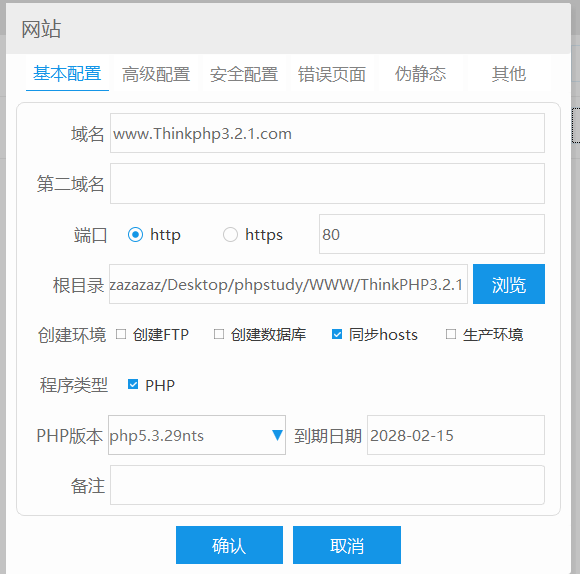 网站
基本配置 高级配置 安全配置 错误页面 伪静态 其他
域名 www.Thinkphp3.2.1.com
第二域名
端口 http https 80
根目录 zazazaz/Desktop/phpstudy/WWW/ThinkPHP3.2.1 浏览
创建环境 创建FTP 创建数据库 同步hosts 生产环境
程序类型 PHP
PHP版本 php5.3.29nts 到期日期 2028-02-15
备注
确认 取消